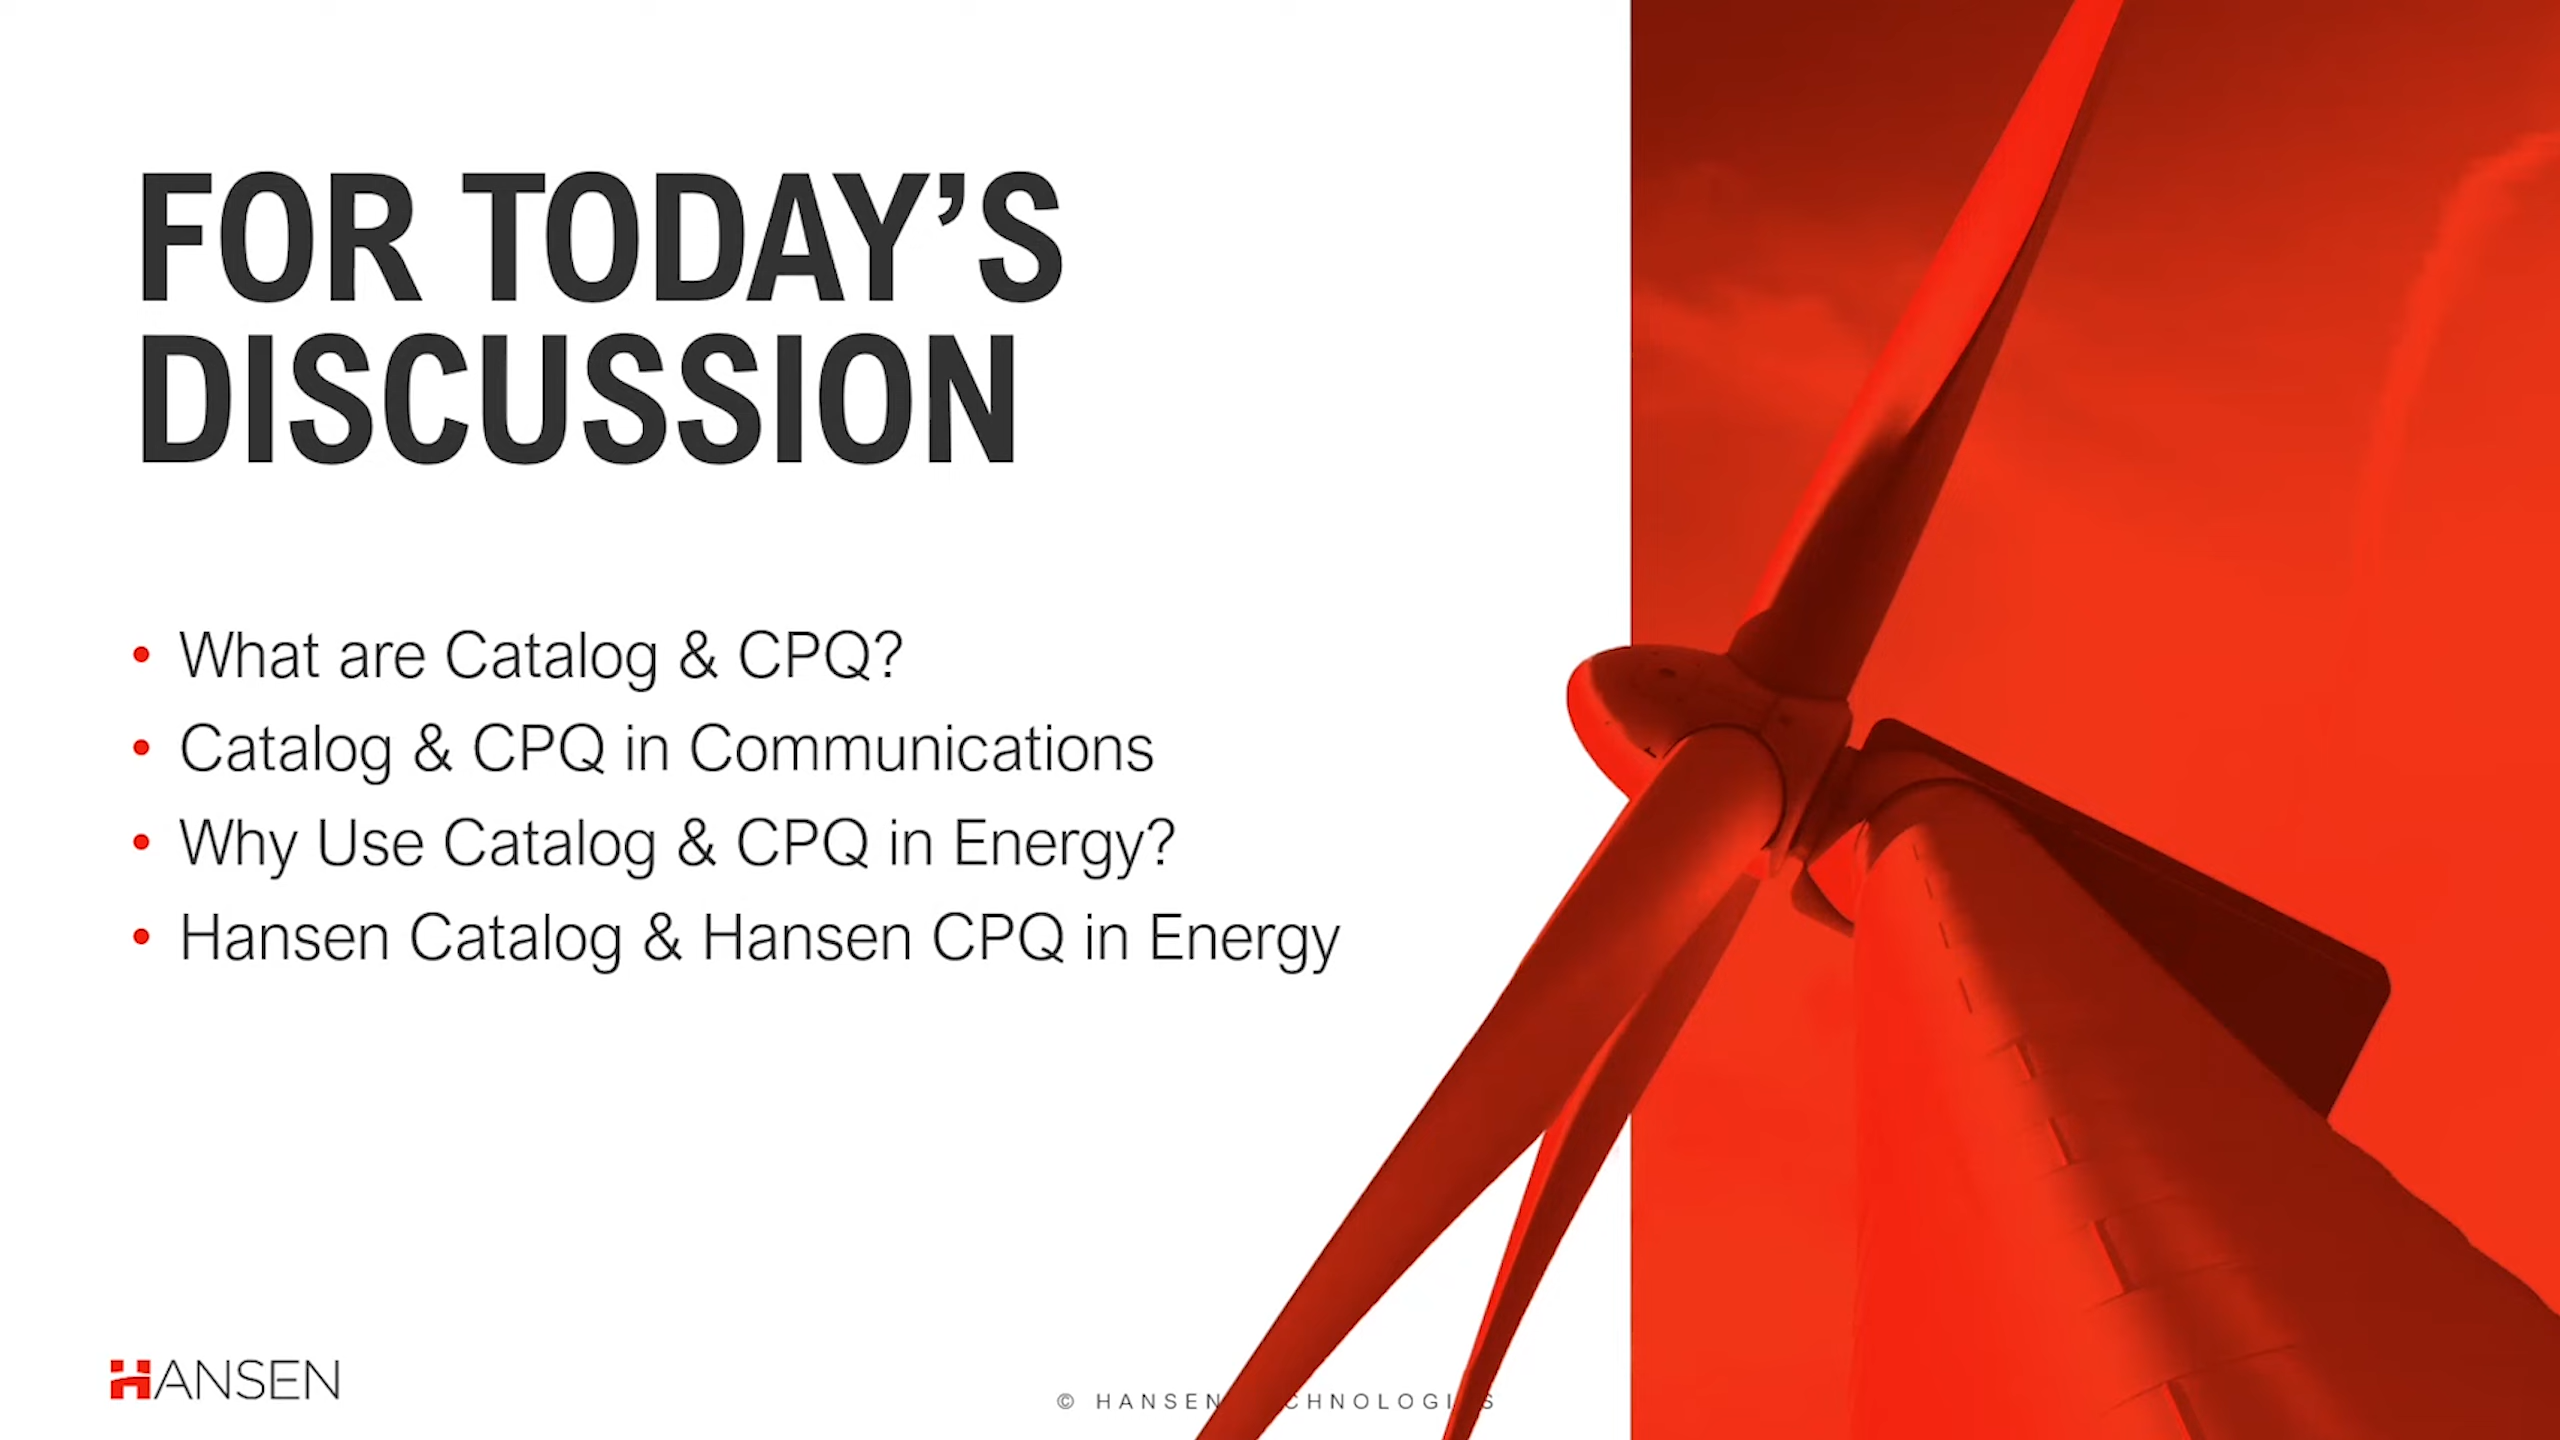 FOR TODAY’S
DISCUSSION
• What are Catalog & CPQ?
• Catalog & CPQ in Communications
• Why Use Catalog & CPQ in Energy?
• Hansen Catalog & Hansen CPQ in Energy
HANSEN
© HANSEN